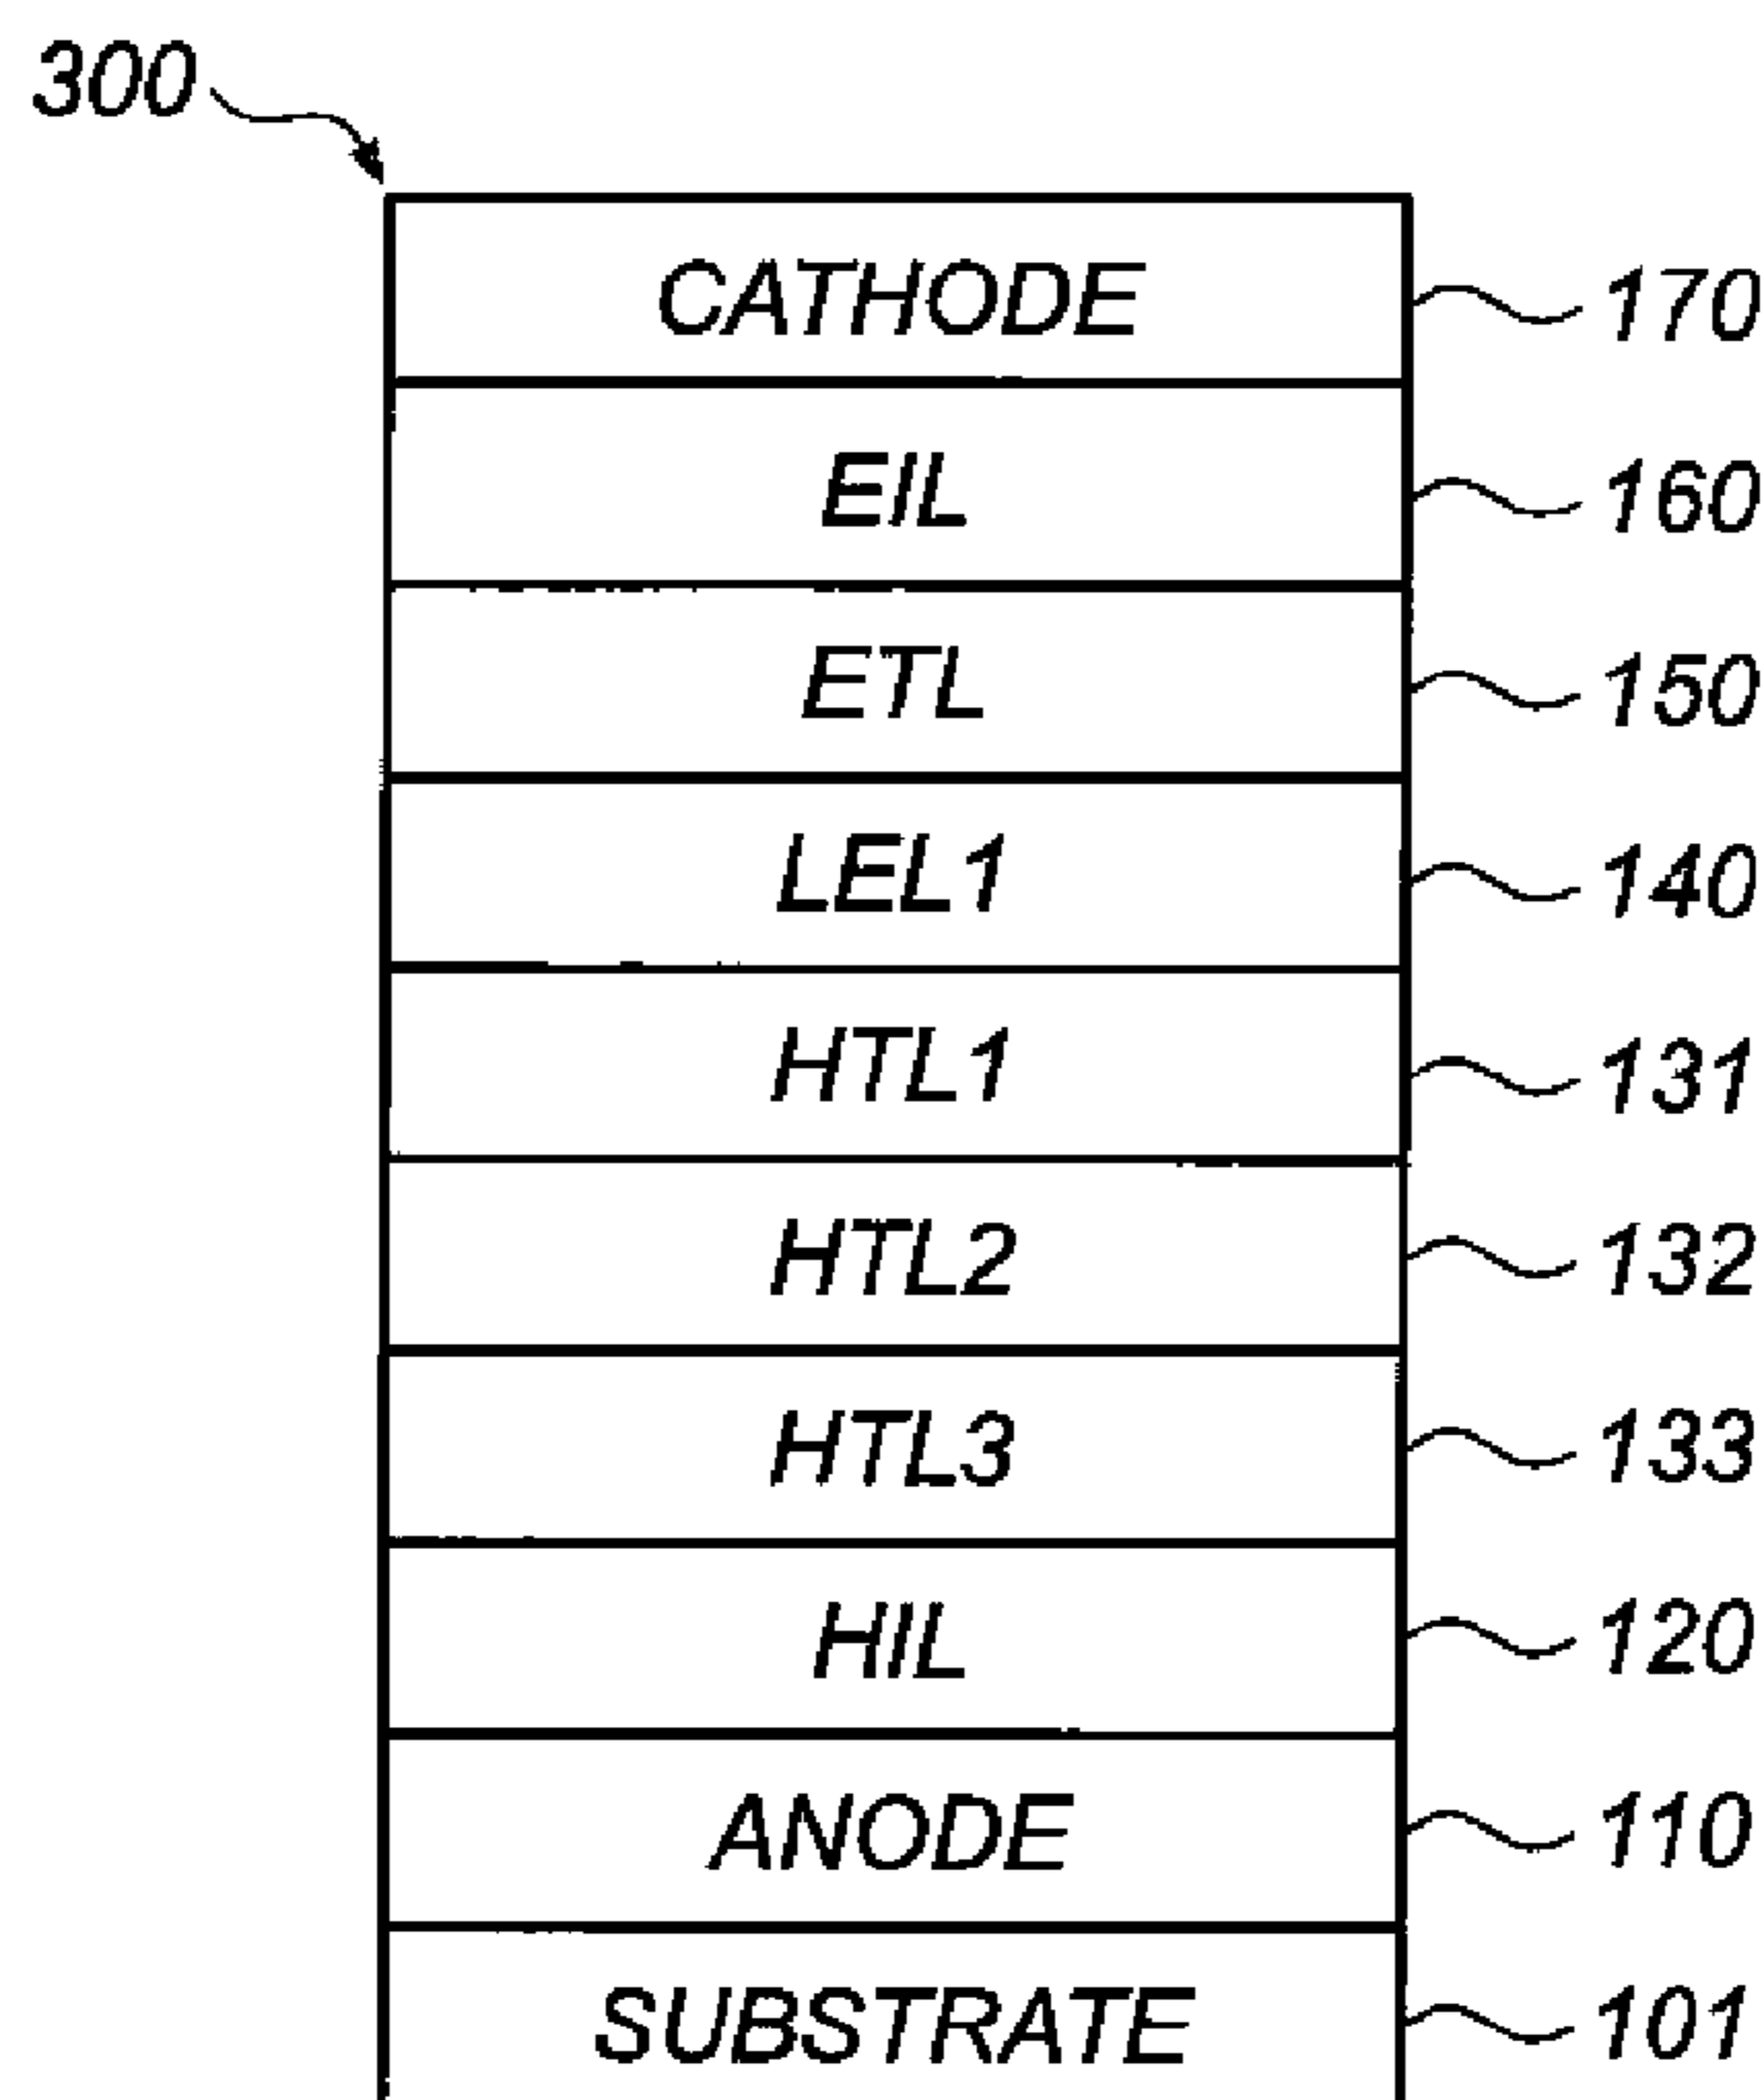 300
CATHODE 170
EIL 160
ETL 150
LEL1 140
HTL1 131
HTL2 132
HTL3 133
HIL 120
ANODE 110
SUBSTRATE 101